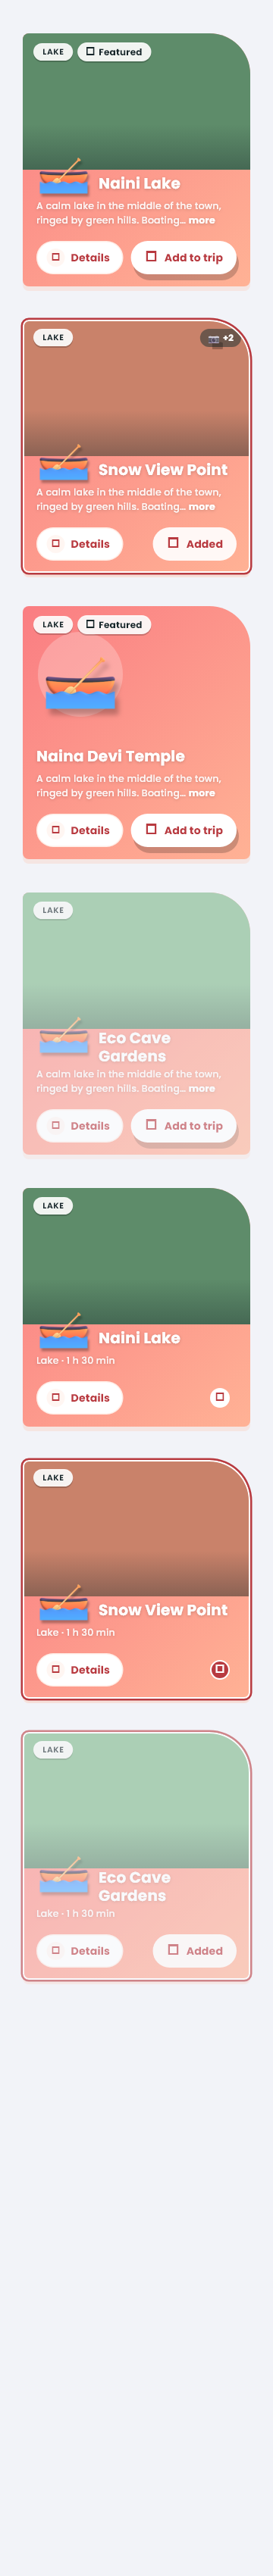 LAKE
Featured
Naini Lake
A calm lake in the middle of the town,
ringed by green hills. Boating... more
Details
Add to trip
LAKE
+2
Snow View Point
A calm lake in the middle of the town,
ringed by green hills. Boating... more
Details
Added
LAKE
Featured
Naina Devi Temple
A calm lake in the middle of the town,
ringed by green hills. Boating... more
Details
Add to trip
LAKE
Eco Cave
Gardens
A calm lake in the middle of the town,
ringed by green hills. Boating... more
Details
Add to trip
LAKE
Naini Lake
Lake · 1 h 30 min
Details
LAKE
Snow View Point
Lake · 1 h 30 min
Details
LAKE
Eco Cave
Gardens
Lake · 1 h 30 min
Details
Added